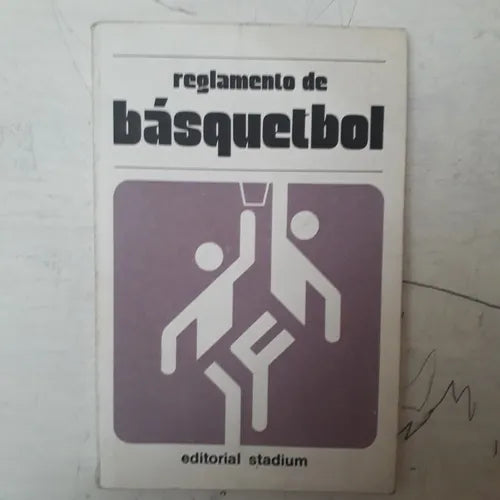 reglamento de
básquetbol
editorial stadium